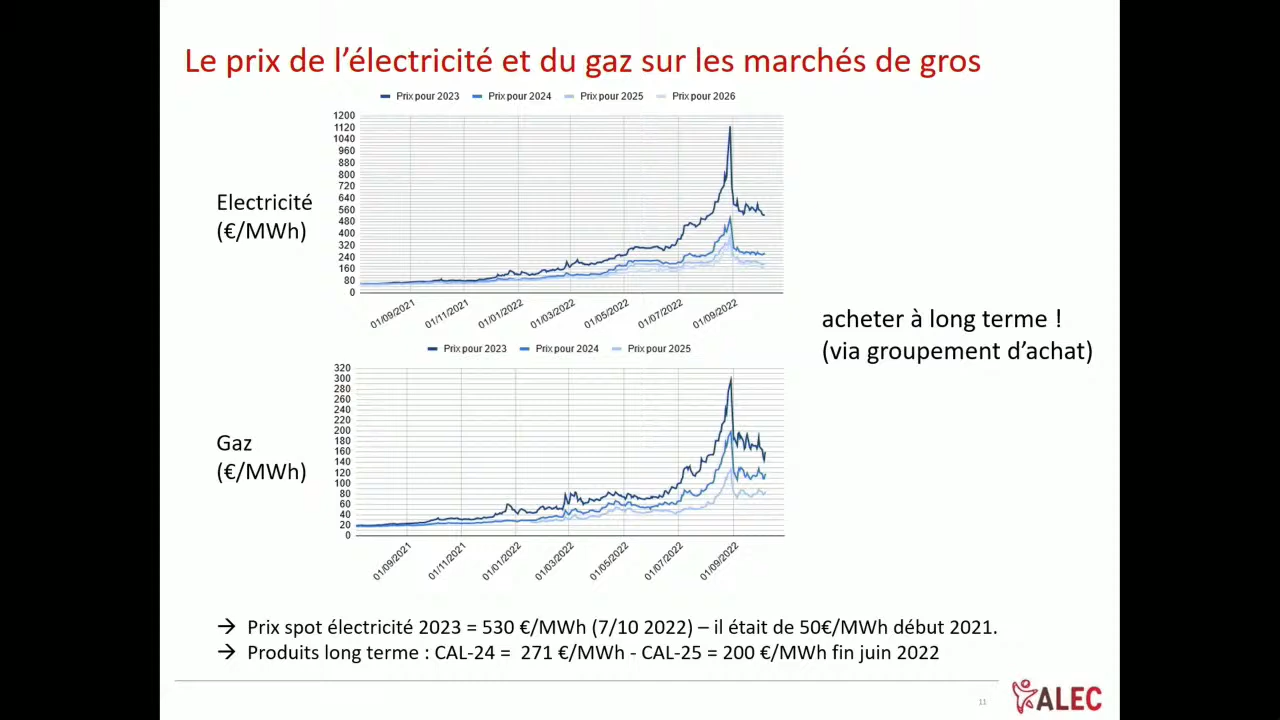 Le prix de l’électricité et du gaz sur les marchés de gros
Prix pour 2023 Prix pour 2024 Prix pour 2025 Prix pour 2026
1200
1120
1040
960
880
800
720
640
560
480
400
320
240
160
80
0
Electricité
(€/MWh)
01/09/2021 01/11/2021 01/01/2022 01/03/2022 01/05/2022 01/07/2022 01/09/2022
acheter à long terme !
(via groupement d’achat)
Prix pour 2023 Prix pour 2024 Prix pour 2025
320
300
280
260
240
220
200
180
160
140
120
100
80
60
40
20
0
Gaz
(€/MWh)
01/09/2021 01/11/2021 01/01/2022 01/03/2022 01/05/2022 01/07/2022 01/09/2022
→ Prix spot électricité 2023 = 530 €/MWh (7/10 2022) – il était de 50€/MWh début 2021.
→ Produits long terme : CAL-24 = 271 €/MWh - CAL-25 = 200 €/MWh fin juin 2022
11
ALEC